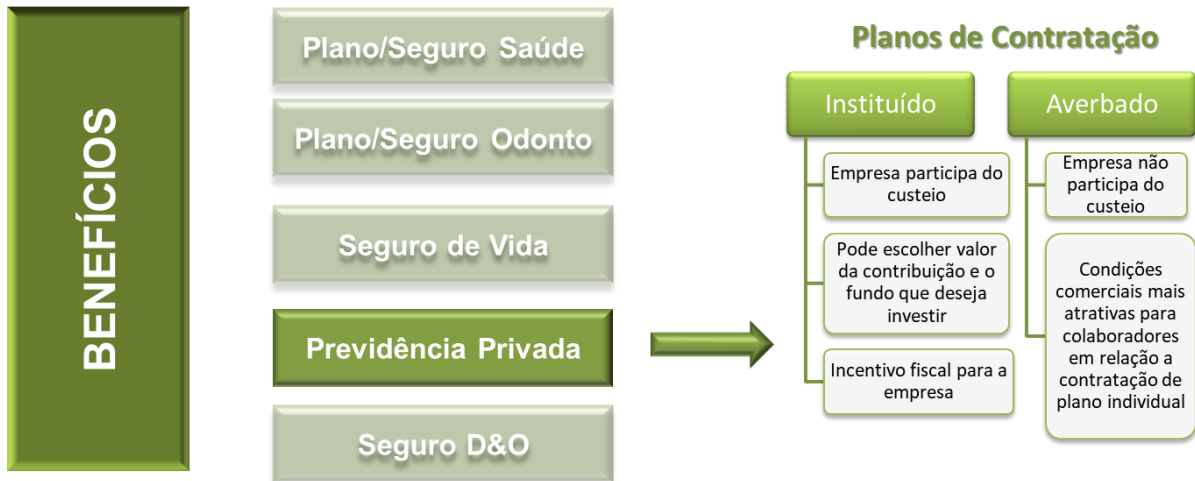 BENEFÍCIOS
Plano/Seguro Saúde
Plano/Seguro Odonto
Seguro de Vida
Previdência Privada
Seguro D&O
Planos de Contratação
Instituído
Empresa participa do
custeio
Pode escolher valor
da contribuição e o
fundo que deseja
investir
Incentivo fiscal para a
empresa
Averbado
Empresa não
participa do
custeio
Condições
comerciais mais
atrativas para
colaboradores
em relação a
contratação de
plano individual